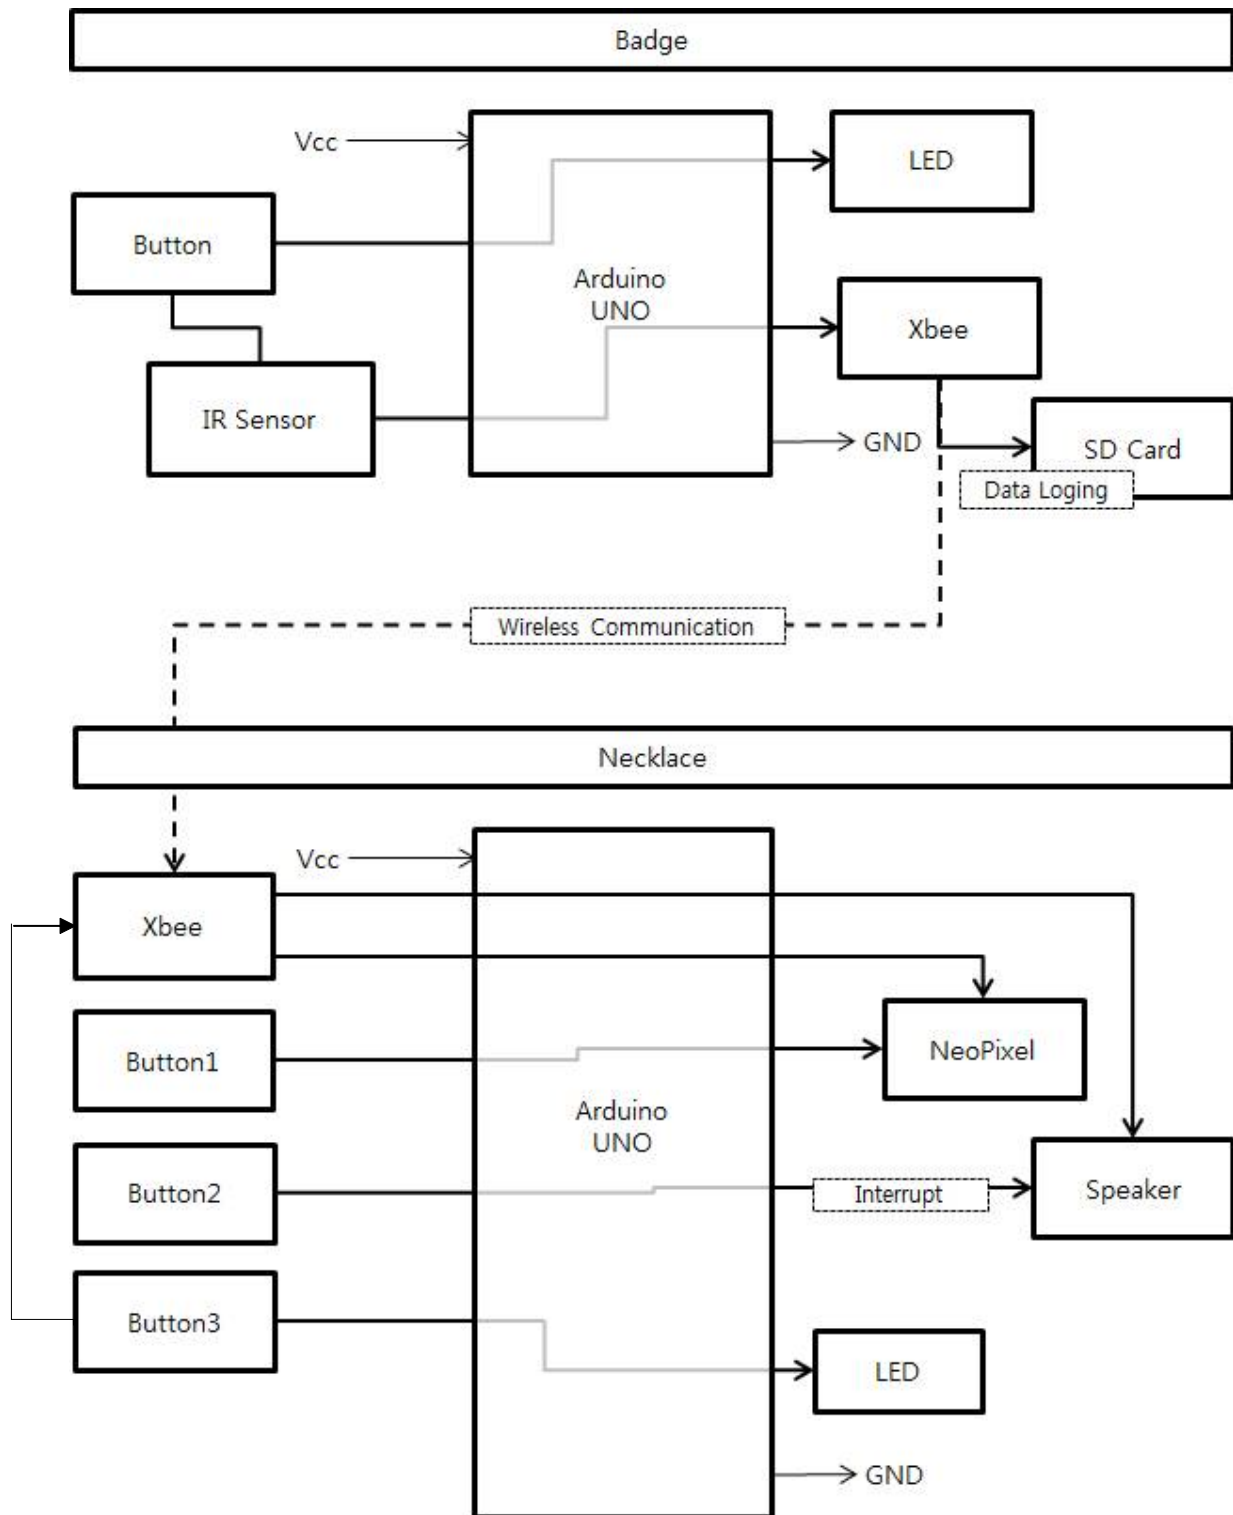 Badge
Vcc
LED
Button
Arduino
UNO
Xbee
IR Sensor
GND
SD Card
Data Loging
Wireless Communication
Necklace
Vcc
Xbee
Button1
NeoPixel
Arduino
UNO
Button2
Interrupt
Speaker
Button3
LED
GND